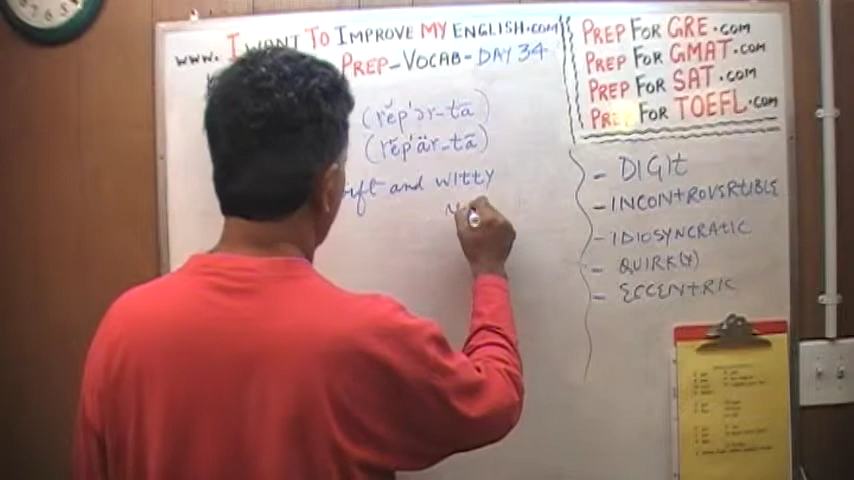 www. I WANT TO IMPROVE MY ENGLISH.com
PREP-VOCAB-DAY 34
(rĕp'ər-tā)
(rĕp'är-tā)
and witty
PREP FOR GRE.com
PREP FOR GMAT.com
PREP FOR SAT.com
PREP FOR TOEFL.com
- DIGIT
- INCONTROVERTIBLE
- IDIOSYNCRATIC
- QUIRK(Y)
- ECCENTRIC